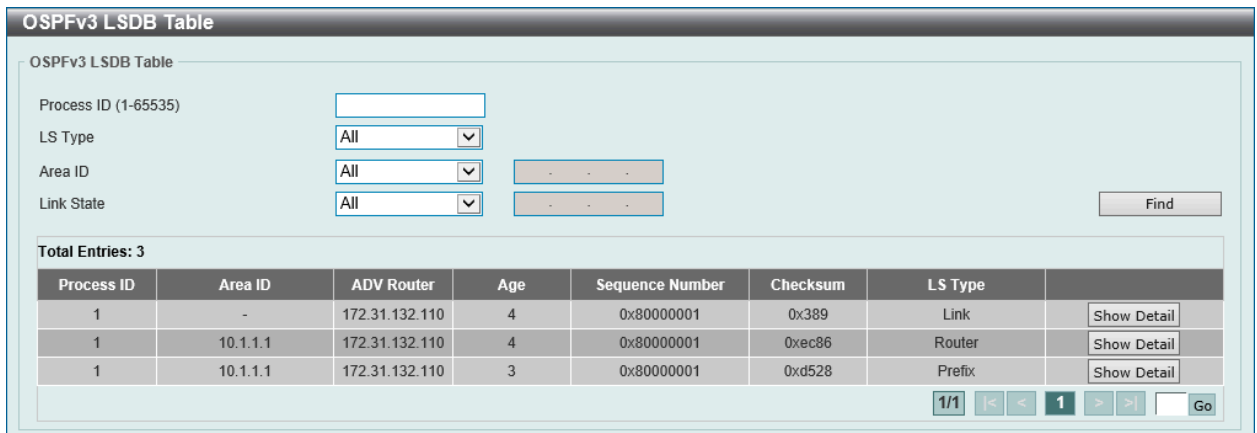 OSPFv3 LSDB Table
OSPFv3 LSDB Table
Process ID (1-65535)
LS Type All
Area ID All . . .
Link State All . . . Find
Total Entries: 3
Process ID Area ID ADV Router Age Sequence Number Checksum LS Type
1 - 172.31.132.110 4 0x80000001 0x389 Link Show Detail
1 10.1.1.1 172.31.132.110 4 0x80000001 0xec86 Router Show Detail
1 10.1.1.1 172.31.132.110 3 0x80000001 0xd528 Prefix Show Detail
1/1 |< < 1 > >| Go